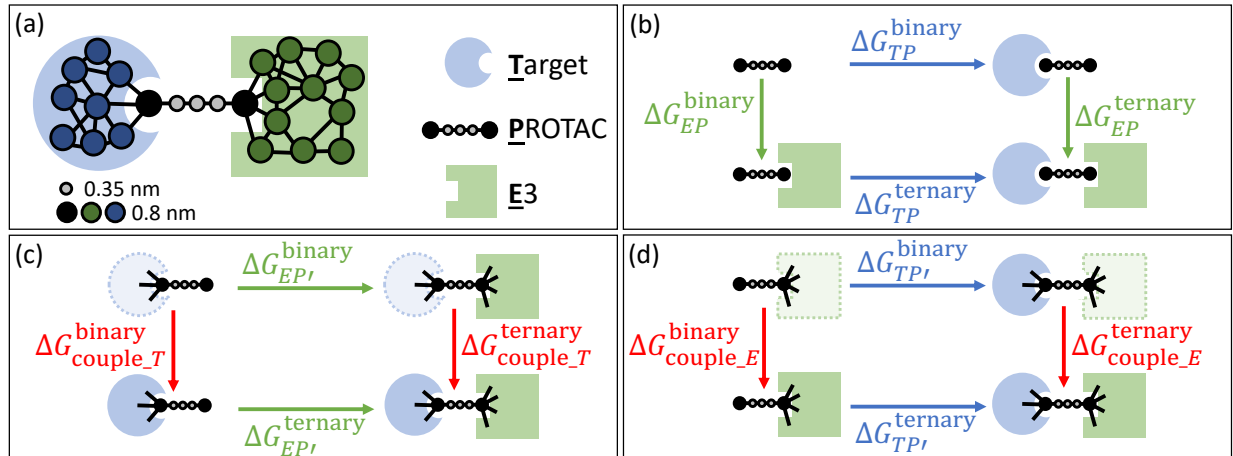 (a)
Target
PROTAC
E3
0.35 nm
0.8 nm
(b)
ΔG_TP^binary
ΔG_EP^binary
ΔG_EP^ternary
ΔG_TP^ternary
(c)
ΔG_EP′^binary
ΔG_couple_T^binary
ΔG_couple_T^ternary
ΔG_EP′^ternary
(d)
ΔG_TP′^binary
ΔG_couple_E^binary
ΔG_couple_E^ternary
ΔG_TP′^ternary